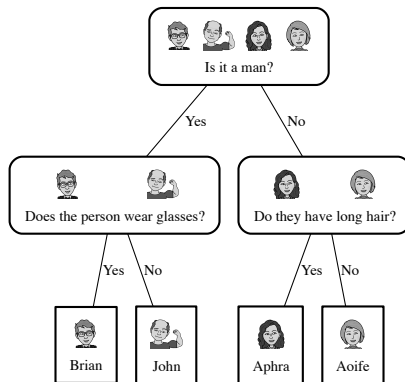 Is it a man?
Yes
No
Does the person wear glasses?
Do they have long hair?
Yes
No
Yes
No
Brian
John
Aphra
Aoife